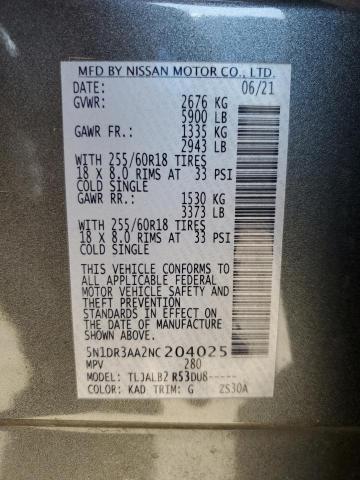 MFD BY NISSAN MOTOR CO., LTD.
DATE: 06/21
GVWR: 2676 KG
5900 LB
GAWR FR.: 1335 KG
2943 LB
WITH 255/60R18 TIRES
18 X 8.0 RIMS AT 33 PSI
COLD SINGLE
GAWR RR.: 1530 KG
3373 LB
WITH 255/60R18 TIRES
18 X 8.0 RIMS AT 33 PSI
COLD SINGLE
THIS VEHICLE CONFORMS TO
ALL APPLICABLE FEDERAL
MOTOR VEHICLE SAFETY AND
THEFT PREVENTION
STANDARDS IN EFFECT ON
THE DATE OF MANUFACTURE
SHOWN ABOVE.
5N1DR3AA2NC204025
MPV 280
MODEL: TLJALB2 R53DU8-----
COLOR: KAD TRIM: G ZS30A